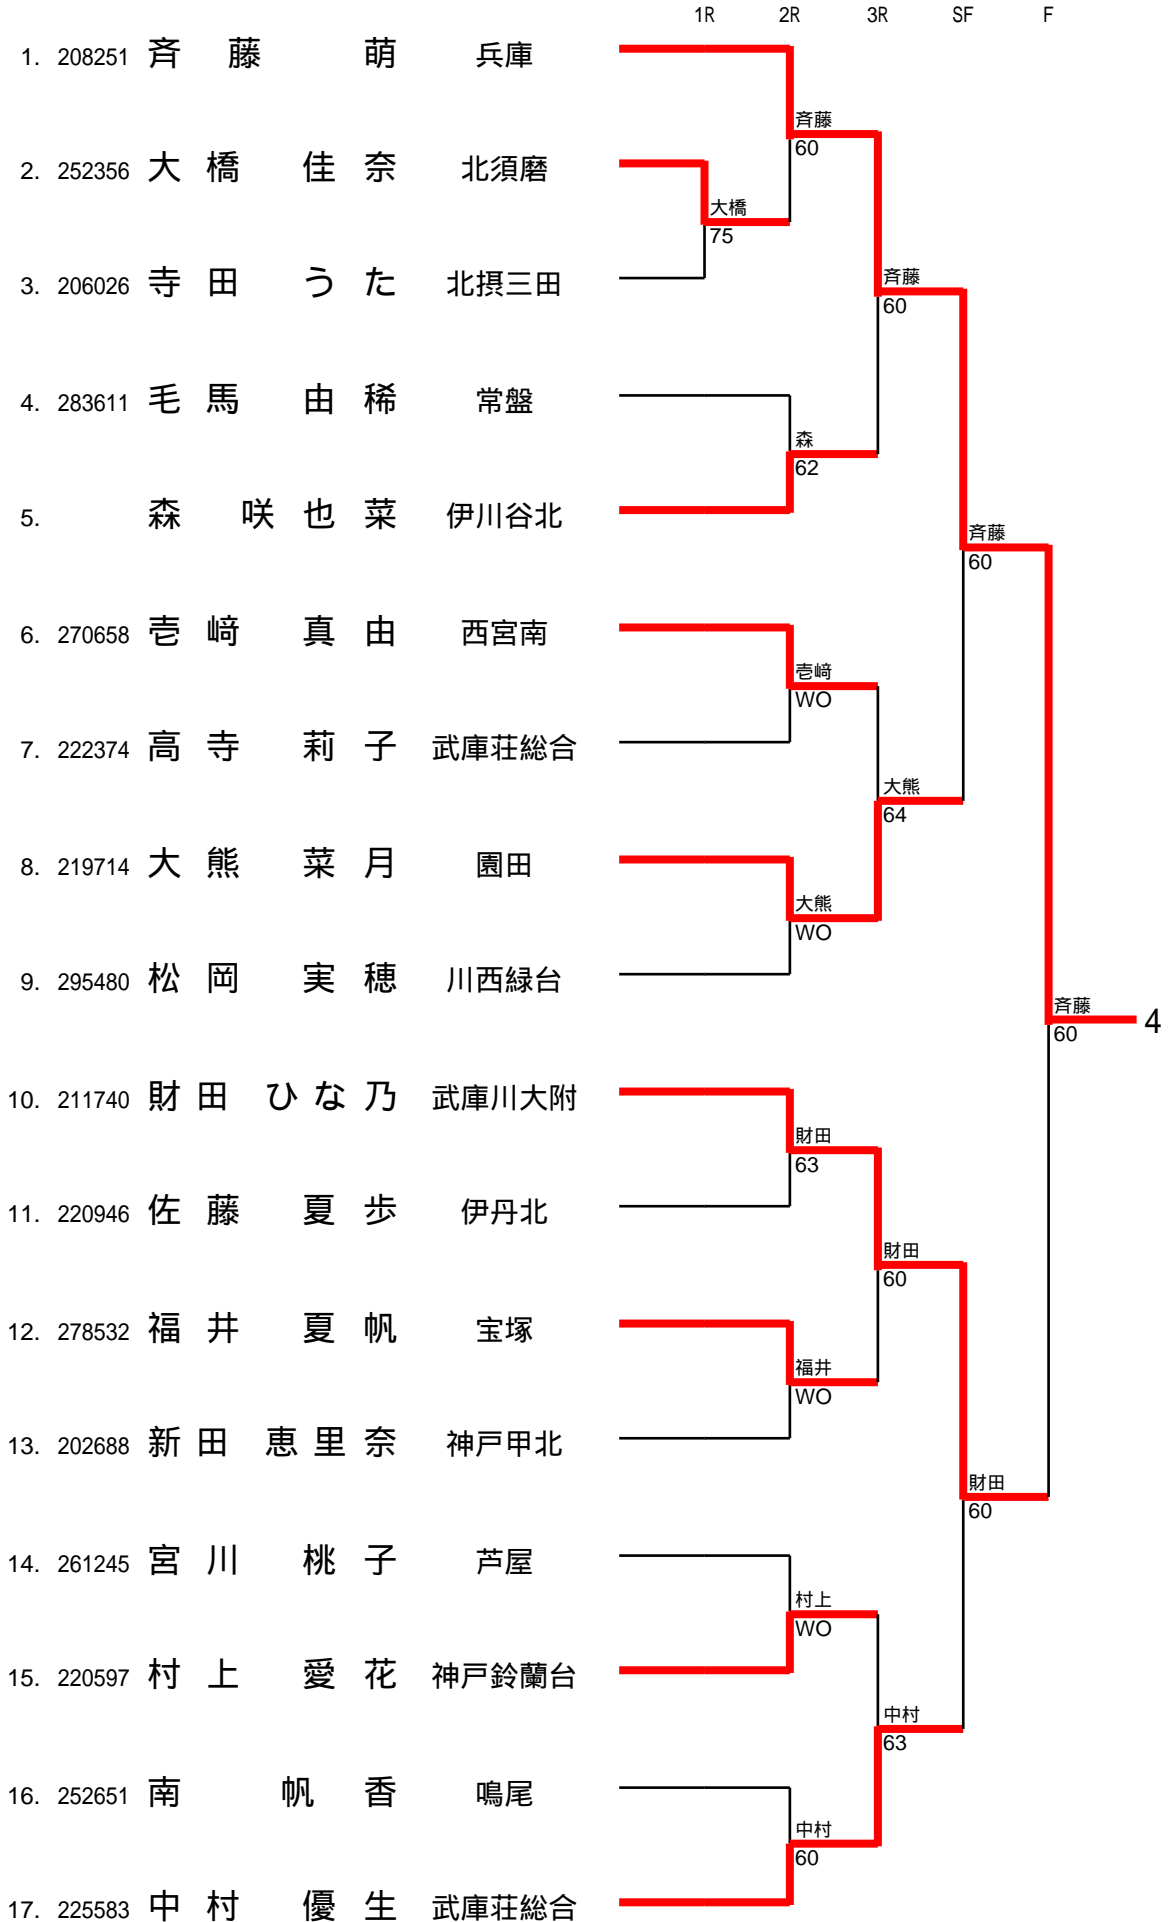 1R 2R 3R SF F
1. 208251 斉藤 萌 兵庫
斉藤
60
2. 252356 大橋 佳奈 北須磨
大橋
75
3. 206026 寺田 うた 北摂三田
斉藤
60
4. 283611 毛馬 由稀 常盤
森
62
5. 森 咲也菜 伊川谷北
斉藤
60
6. 270658 壱﨑 真由 西宮南
壱﨑
WO
7. 222374 高寺 莉子 武庫荘総合
大熊
64
8. 219714 大熊 菜月 園田
大熊
WO
9. 295480 松岡 実穂 川西緑台
斉藤
60
4
10. 211740 財田 ひな乃 武庫川大附
財田
63
11. 220946 佐藤 夏歩 伊丹北
財田
60
12. 278532 福井 夏帆 宝塚
福井
WO
13. 202688 新田 恵里奈 神戸甲北
財田
60
14. 261245 宮川 桃子 芦屋
村上
WO
15. 220597 村上 愛花 神戸鈴蘭台
中村
63
16. 252651 南 帆香 鳴尾
中村
60
17. 225583 中村 優生 武庫荘総合